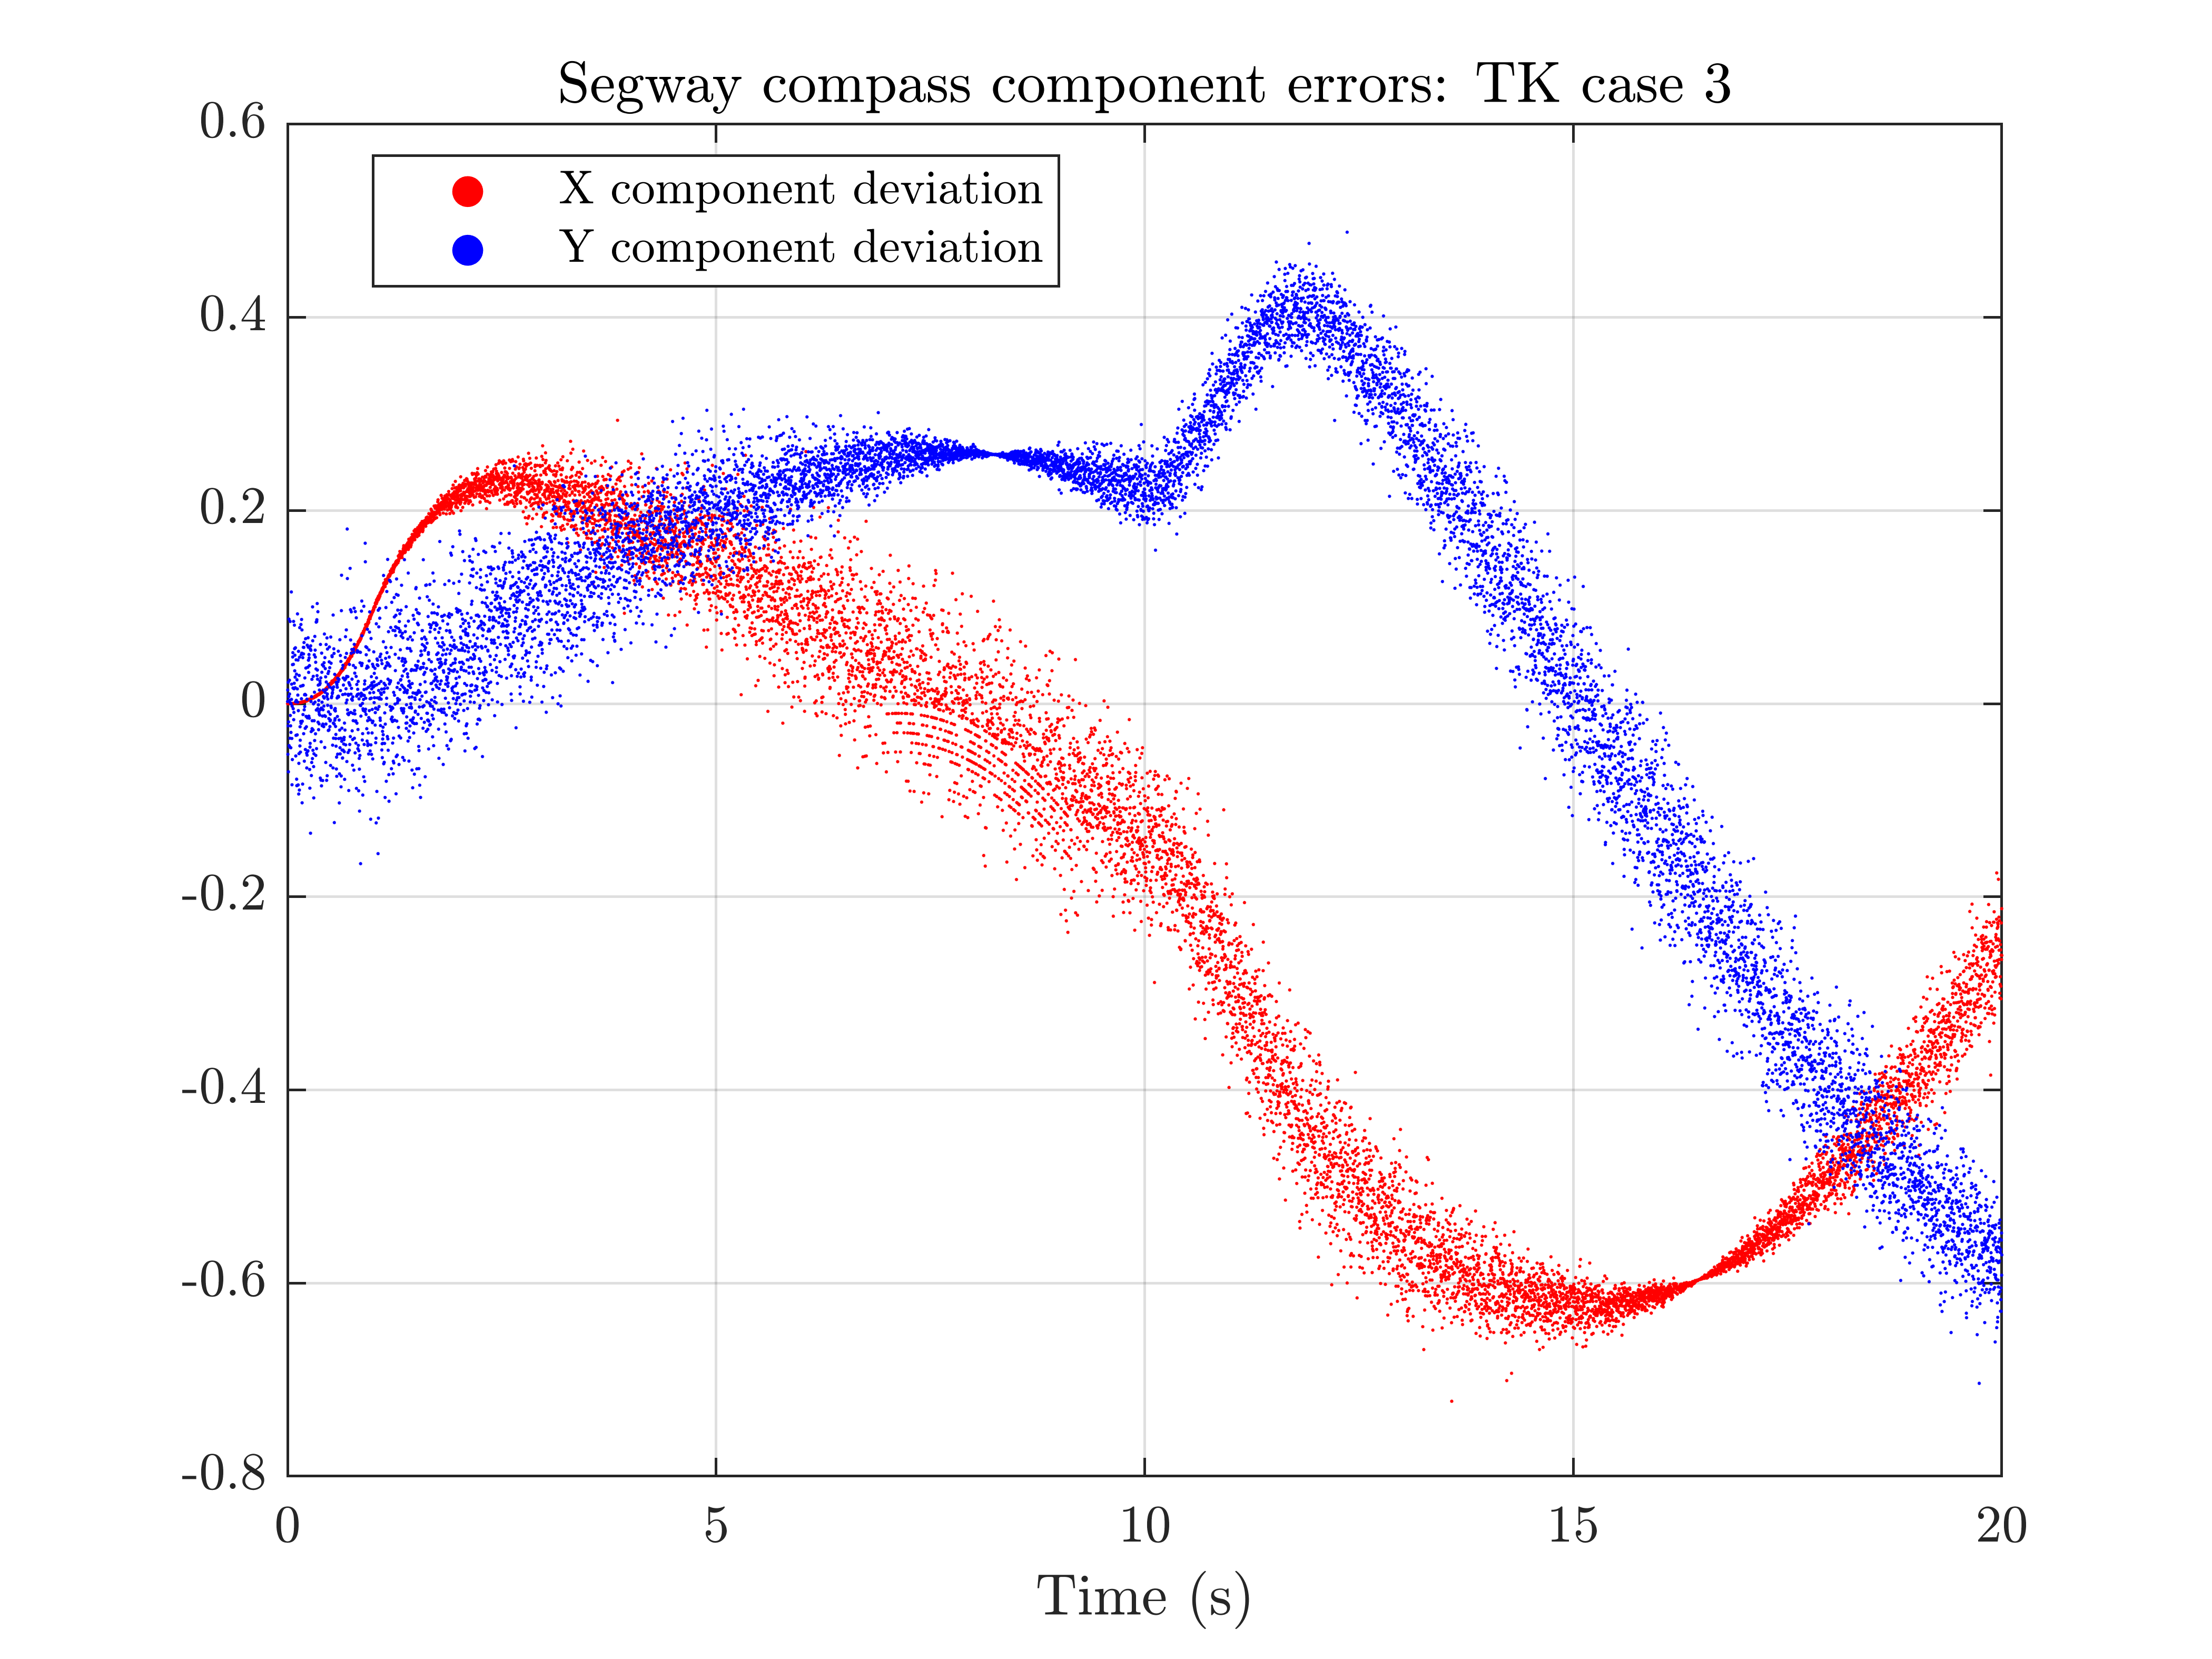 Segway compass component errors: TK case 3
0.6
X component deviation
Y component deviation
0.4
0.2
0
-0.2
-0.4
-0.6
-0.8
0 5 10 15 20
Time (s)